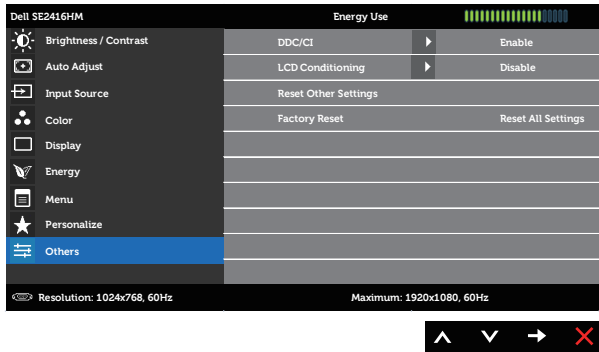 Dell SE2416HM Energy Use
Brightness / Contrast
Auto Adjust
Input Source
Color
Display
Energy
Menu
Personalize
Others
DDC/CI Enable
LCD Conditioning Disable
Reset Other Settings
Factory Reset Reset All Settings
Resolution: 1024x768, 60Hz Maximum: 1920x1080, 60Hz